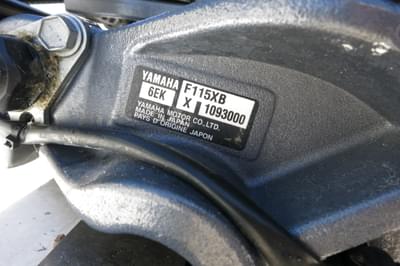 YAMAHA F115XB
6EK X 1093000
YAMAHA MOTOR CO., LTD.
MADE IN JAPAN
PAYS D'ORIGINE JAPON